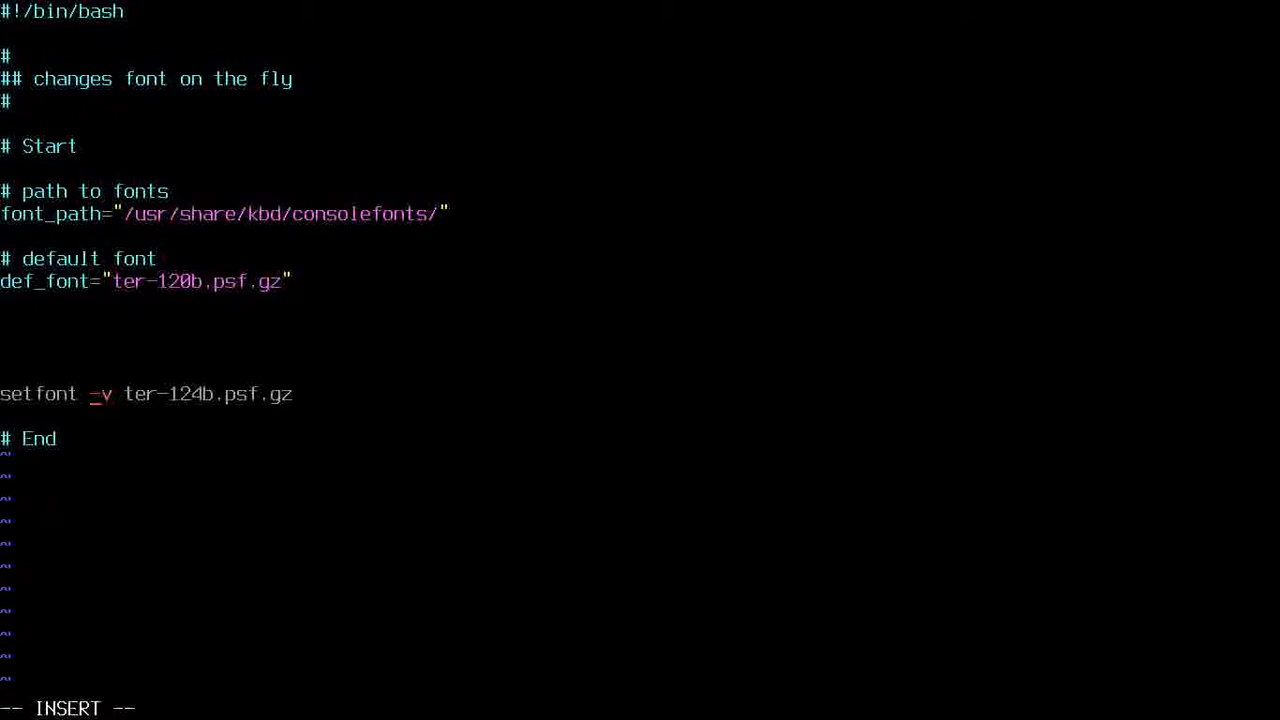 #!/bin/bash
#
## changes font on the fly
#
# Start
# path to fonts
font_path="/usr/share/kbd/consolefonts/"
# default font
def_font="ter-120b.psf.gz"
setfont -v ter-124b.psf.gz
# End
~
~
~
~
~
~
~
~
~
~
~
-- INSERT --